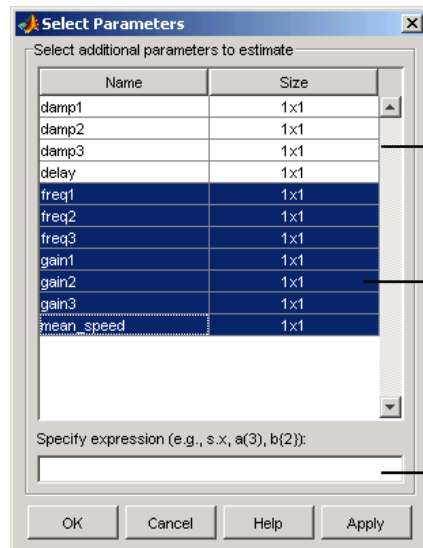 Select Parameters
Select additional parameters to estimate
Name Size
damp1 1x1
damp2 1x1
damp3 1x1
delay 1x1
freq1 1x1
freq2 1x1
freq3 1x1
gain1 1x1
gain2 1x1
gain3 1x1
mean_speed 1x1
Specify expression (e.g., s.x, a(3), b{2}):
OK Cancel Help Apply